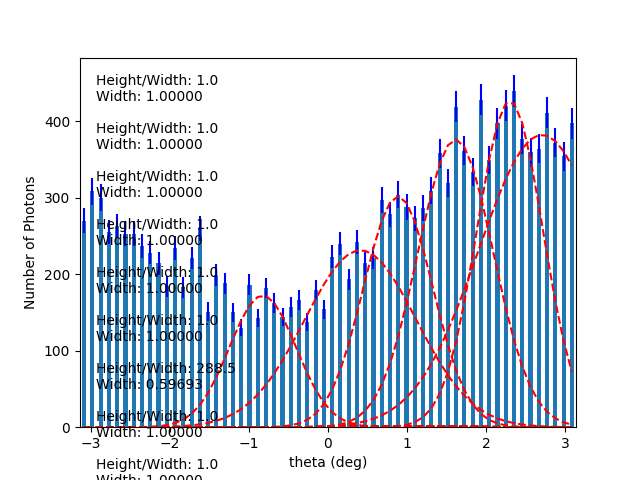 Height/Width: 1.0
Width: 1.00000
Height/Width: 1.0
Width: 1.00000
Height/Width: 1.0
Width: 1.00000
Height/Width: 1.0
Width: 1.00000
Height/Width: 1.0
Width: 1.00000
Height/Width: 1.0
Width: 1.00000
Height/Width: 288.5
Width: 0.59693
Height/Width: 1.0
Width: 1.00000
Height/Width: 1.0
Width: 1.00000
400
300
200
100
0
Number of Photons
−3 −2 −1 0 1 2 3
theta (deg)